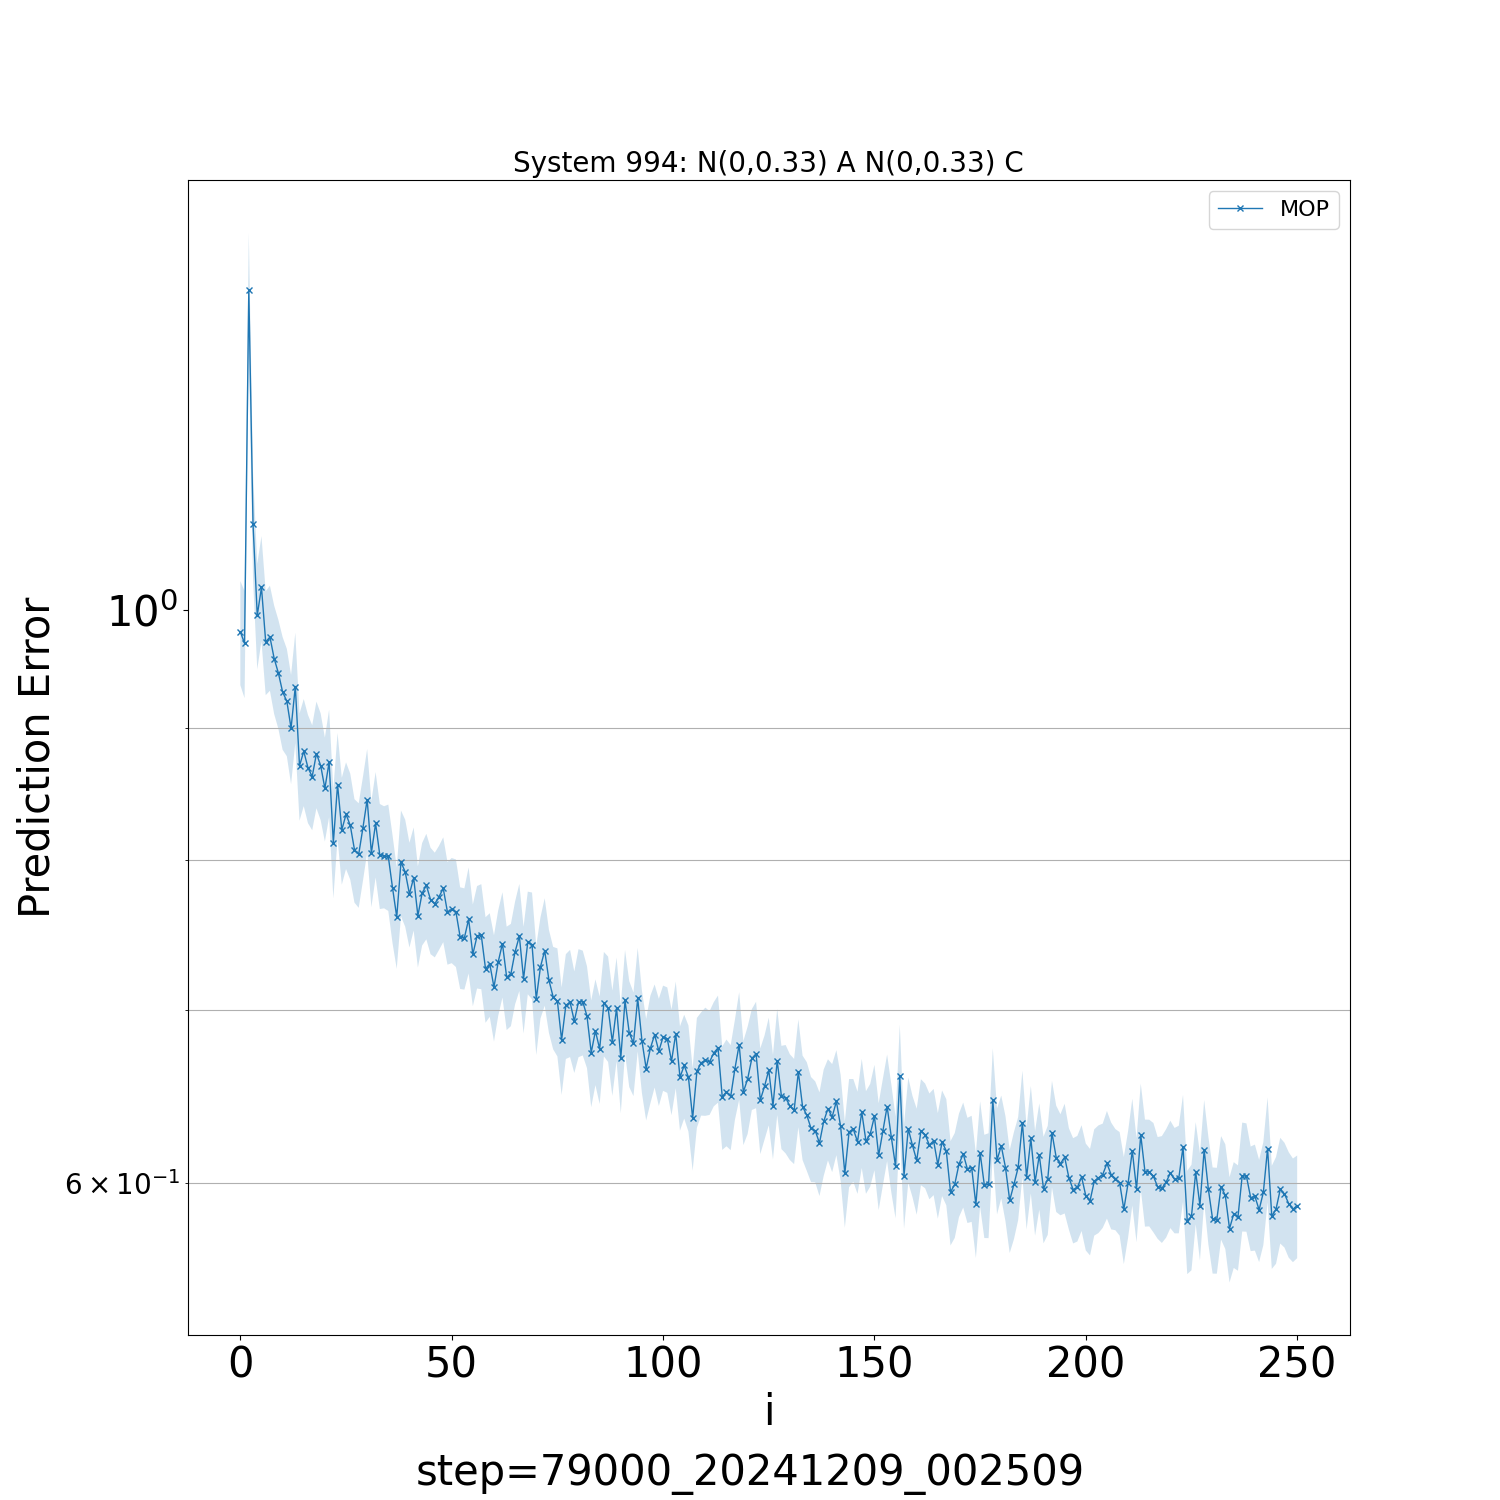 System 994: N(0,0.33) A N(0,0.33) C
MOP
Prediction Error
10⁰
6 × 10⁻¹
0 50 100 150 200 250
i
step=79000_20241209_002509